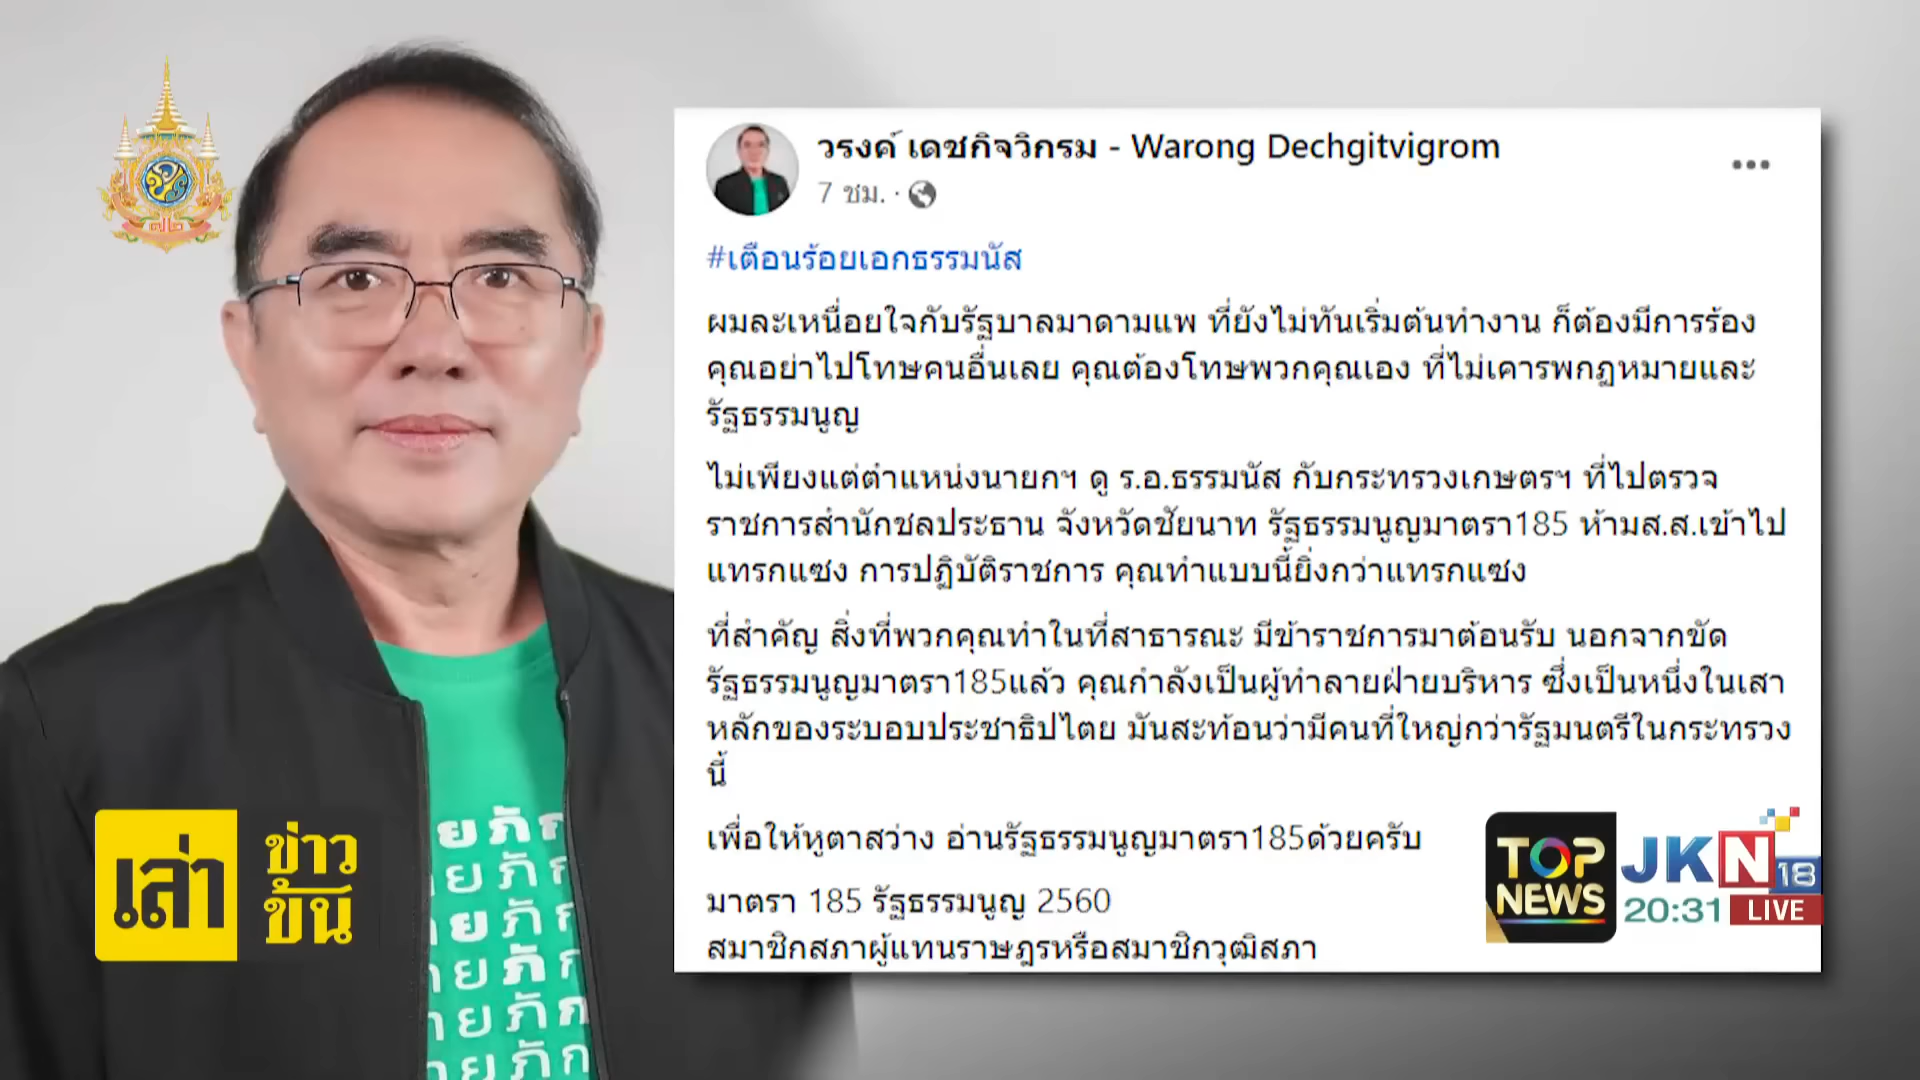 วรงค์ เดชกิจวิกรม - Warong Dechgitvigrom
7 ชม.
#เตือนร้อยเอกธรรมนัส
ผมละเหนื่อยใจกับรัฐบาลมาดามแพ ที่ยังไม่ทันเริ่มต้นทำงาน ก็ต้องมีการร้อง
คุณอย่าไปโทษคนอื่นเลย คุณต้องโทษพวกคุณเอง ที่ไม่เคารพกฎหมายและ
รัฐธรรมนูญ
ไม่เพียงแต่ตำแหน่งนายกฯ ดู ร.อ.ธรรมนัส กับกระทรวงเกษตรฯ ที่ไปตรวจ
ราชการสำนักชลประธาน จังหวัดชัยนาท รัฐธรรมนูญมาตรา185 ห้ามส.ส.เข้าไป
แทรกแซง การปฏิบัติราชการ คุณทำแบบนี้ยิ่งกว่าแทรกแซง
ที่สำคัญ สิ่งที่พวกคุณทำในที่สาธารณะ มีข้าราชการมาต้อนรับ นอกจากขัด
รัฐธรรมนูญมาตรา185แล้ว คุณกำลังเป็นผู้ทำลายฝ่ายบริหาร ซึ่งเป็นหนึ่งในเสา
หลักของระบอบประชาธิปไตย มันสะท้อนว่ามีคนที่ใหญ่กว่ารัฐมนตรีในกระทรวง
นี้
เพื่อให้หูตาสว่าง อ่านรัฐธรรมนูญมาตรา185ด้วยครับ
มาตรา 185 รัฐธรรมนูญ 2560
สมาชิกสภาผู้แทนราษฎรหรือสมาชิกวุฒิสภา
เล่า
ข่าว
ข้น
TOP
NEWS
JKN
18
20:31
LIVE
๗๒